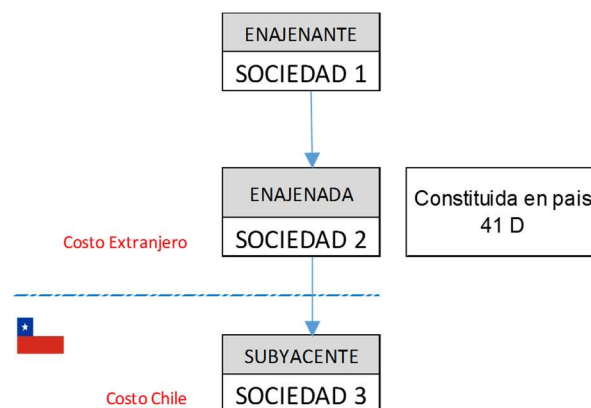 ENAJENANTE
SOCIEDAD 1
ENAJENADA
SOCIEDAD 2
Constituida en pais
41 D
Costo Extranjero
SUBYACENTE
SOCIEDAD 3
Costo Chile